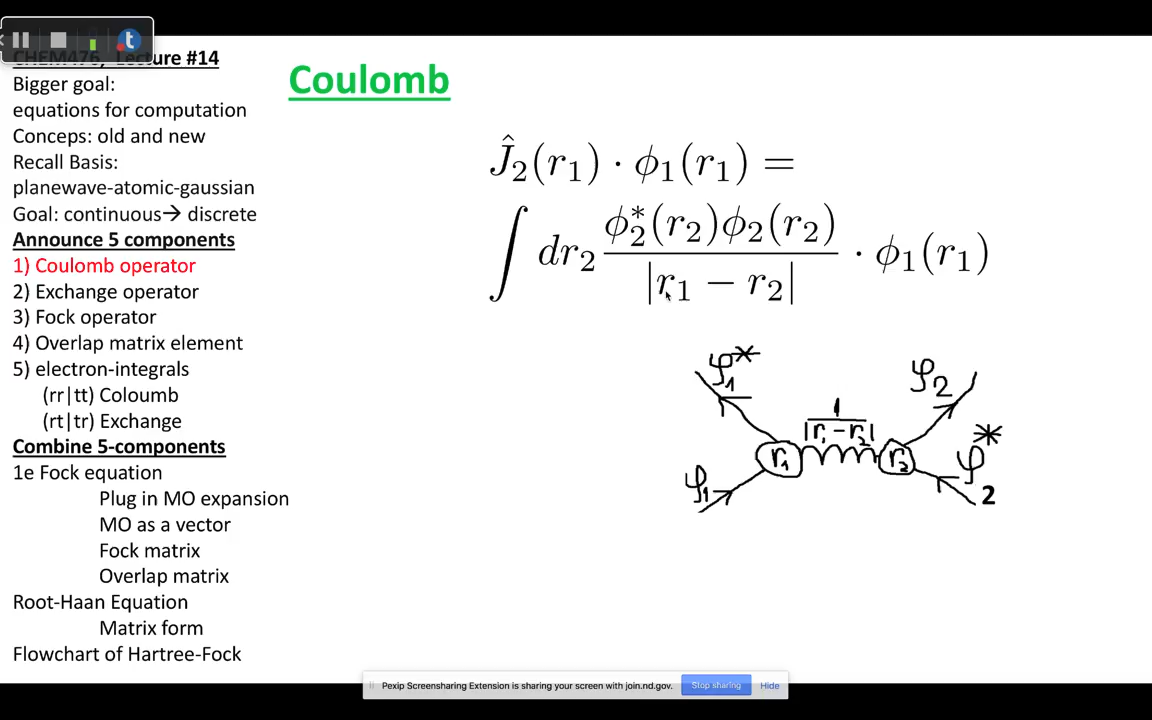 CHEM476, Lecture #14
Bigger goal:
equations for computation
Conceps: old and new
Recall Basis:
planewave-atomic-gaussian
Goal: continuous→ discrete
Announce 5 components
1) Coulomb operator
2) Exchange operator
3) Fock operator
4) Overlap matrix element
5) electron-integrals
(rr|tt) Coloumb
(rt|tr) Exchange
Combine 5-components
1e Fock equation
Plug in MO expansion
MO as a vector
Fock matrix
Overlap matrix
Root-Haan Equation
Matrix form
Flowchart of Hartree-Fock
Coulomb
Ĵ₂(r₁) · ϕ₁(r₁) =
∫ dr₂ ϕ₂*(r₂)ϕ₂(r₂) / |r₁ − r₂| · ϕ₁(r₁)
φ₁* φ₂
1 / |r₁ − r₂|
r₁ r₂
φ₁ φ₂*
Pexip Screensharing Extension is sharing your screen with join.nd.gov. Stop sharing Hide